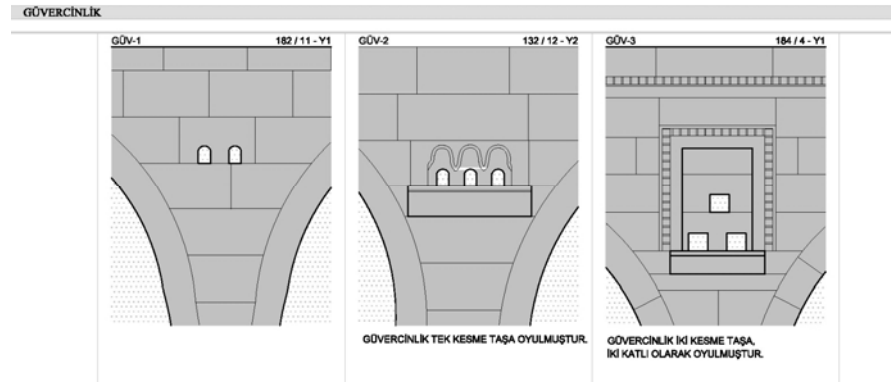 GÜVERCİNLİK
GÜV-1 182 / 11 - Y1
GÜV-2 132 / 12 - Y2
GÜV-3 184 / 4 - Y1
GÜVERCİNLİK TEK KESME TAŞA OYULMUŞTUR.
GÜVERCİNLİK İKİ KESME TAŞA,
İKİ KATLI OLARAK OYULMUŞTUR.